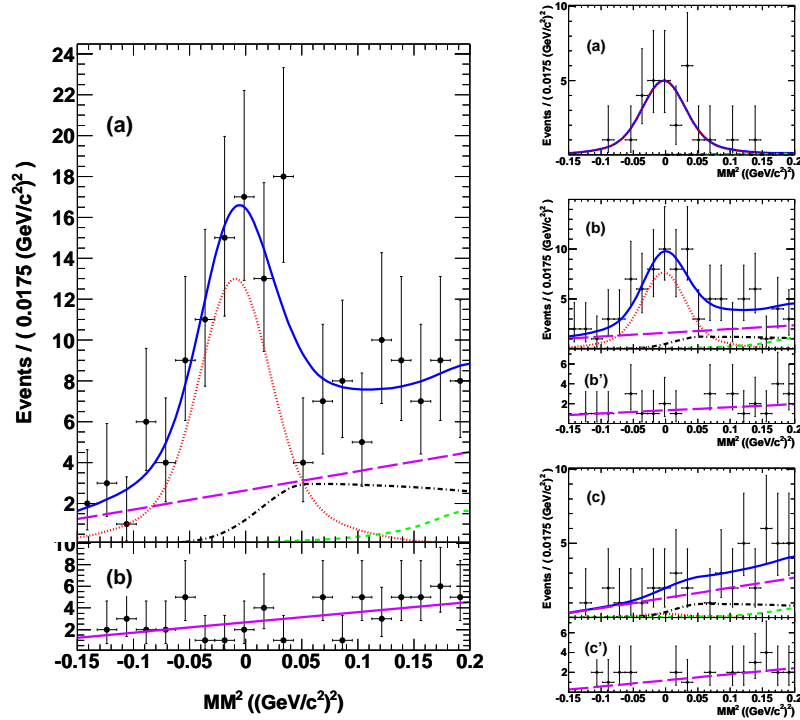 24
22
20
18
16
14
12
10
8
6
4
2
(a)
Events / ( 0.0175 (GeV/c²)² )
10
8
6
4
2
(b)
-0.15 -0.1 -0.05 -0 0.05 0.1 0.15 0.2
MM² ((GeV/c²)²)
10
5
(a)
Events / ( 0.0175 (GeV/c²)²
-0.15 -0.1 -0.05 0 0.05 0.1 0.15 0.2
MM² ((GeV/c²)²)
10
5
(b)
Events / ( 0.0175 (GeV/c²)²
6
4
2
(b')
-0.15 -0.1 -0.05 0 0.05 0.1 0.15 0.2
MM² ((GeV/c²)²)
10
5
0
(c)
Events / ( 0.0175 (GeV/c²)²
6
4
2
(c')
-0.15 -0.1 -0.05 0 0.05 0.1 0.15 0.2
MM² ((GeV/c²)²)